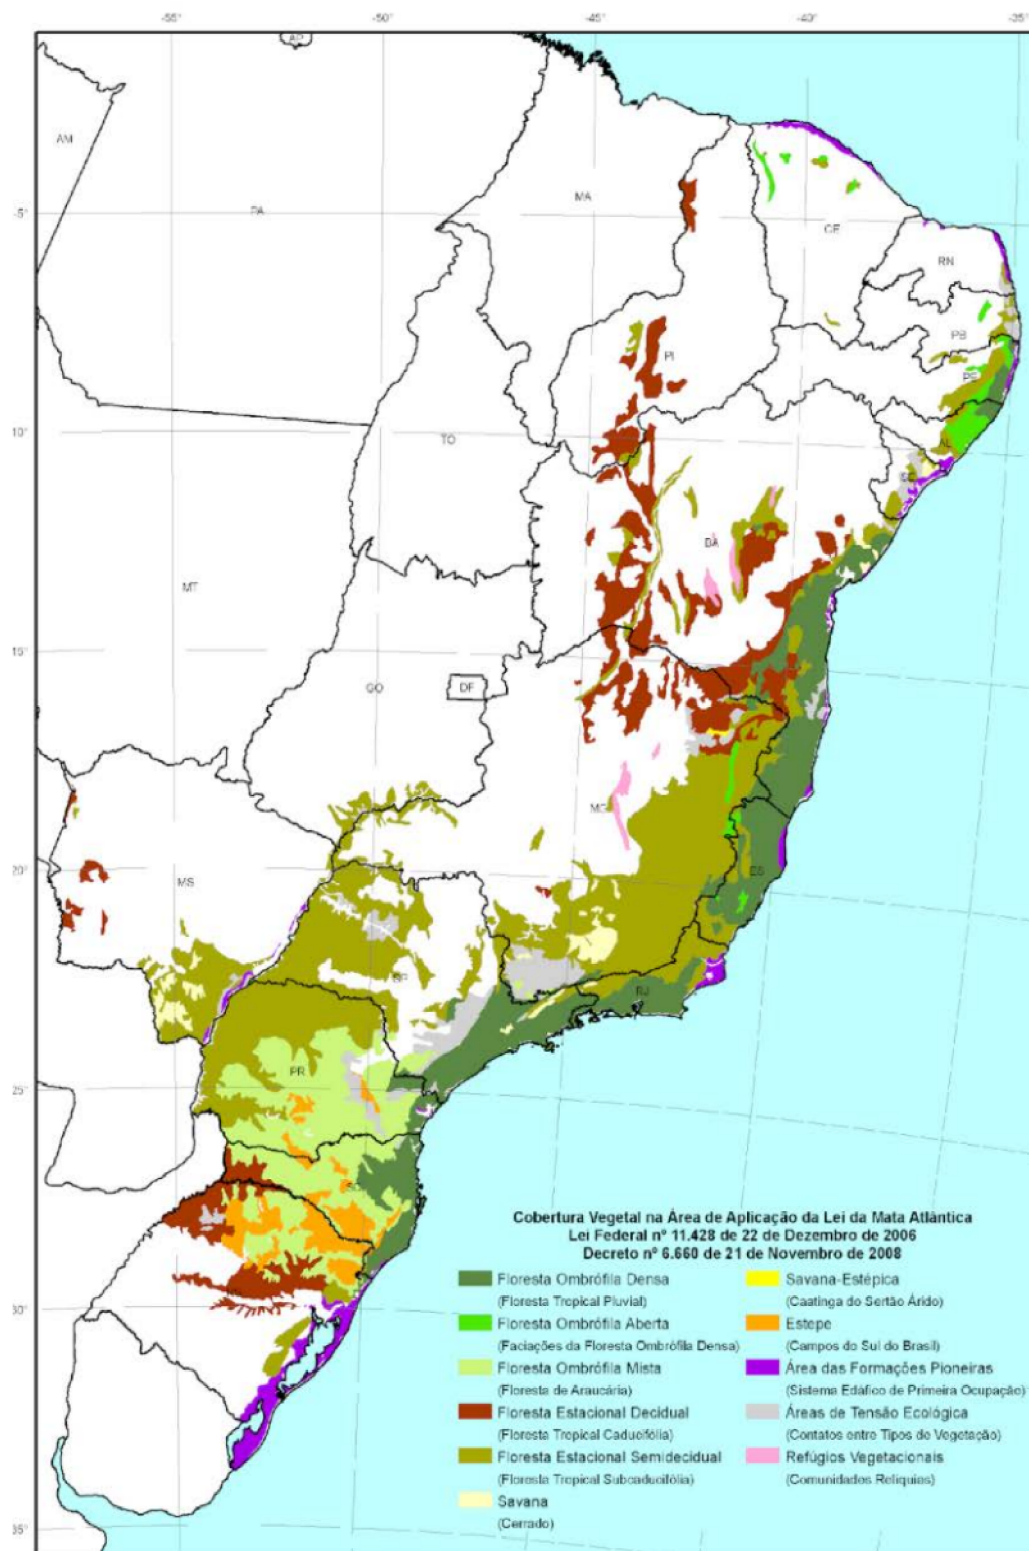 -55° -50° -45° -40° -35°
AP
AM
PA
MA
-5°
CE
RN
PB
PI
PE
TO
10°
AL
SE
BA
MT
15°
GO
DF
MG
MS
20°
ES
SP
RJ
PR
25°
SC
Cobertura Vegetal na Área de Aplicação da Lei da Mata Atlântica
Lei Federal nº 11.428 de 22 de Dezembro de 2006
Decreto nº 6.660 de 21 de Novembro de 2008
Floresta Ombrófila Densa
(Floresta Tropical Pluvial)
Floresta Ombrófila Aberta
(Faciações da Floresta Ombrófila Densa)
Floresta Ombrófila Mista
(Floresta de Araucária)
Floresta Estacional Decidual
(Floresta Tropical Caducifólia)
Floresta Estacional Semidecidual
(Floresta Tropical Subcaducifólia)
Savana
(Cerrado)
Savana-Estépica
(Caatinga do Sertão Árido)
Estepe
(Campos do Sul do Brasil)
Área das Formações Pioneiras
(Sistema Edáfico de Primeira Ocupação)
Áreas de Tensão Ecológica
(Contatos entre Tipos de Vegetação)
Refúgios Vegetacionais
(Comunidades Relíquias)
30°
35°